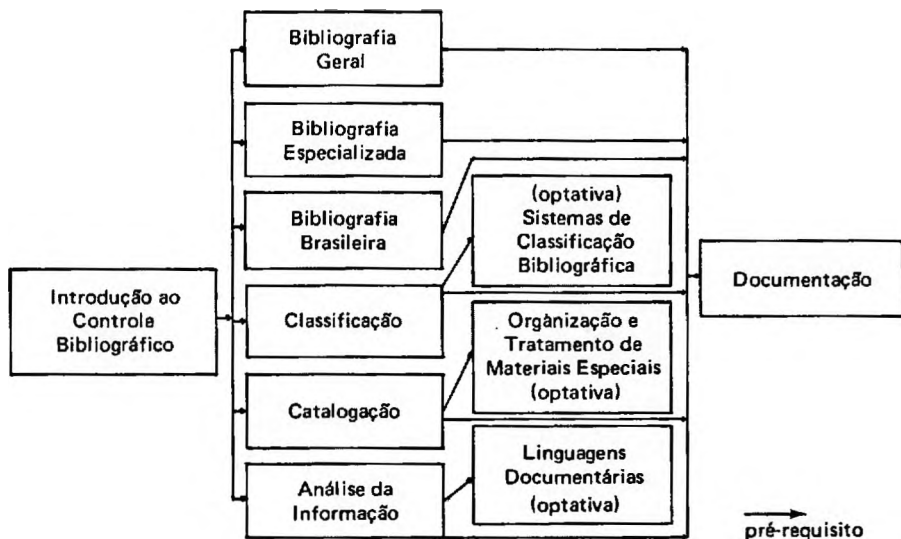 Bibliografia
Geral
Bibliografia
Especializada
Bibliografia
Brasileira
(optativa)
Sistemas de
Classificação
Bibliográfica
Introdução ao
Controle
Bibliográfico
Classificação
Documentação
Orgànização e
Tratamento de
Materiais Especiais
(optativa)
Catalogação
Análise da
Informação
Linguagens
Documentárias
(optativa)
pré-requisito